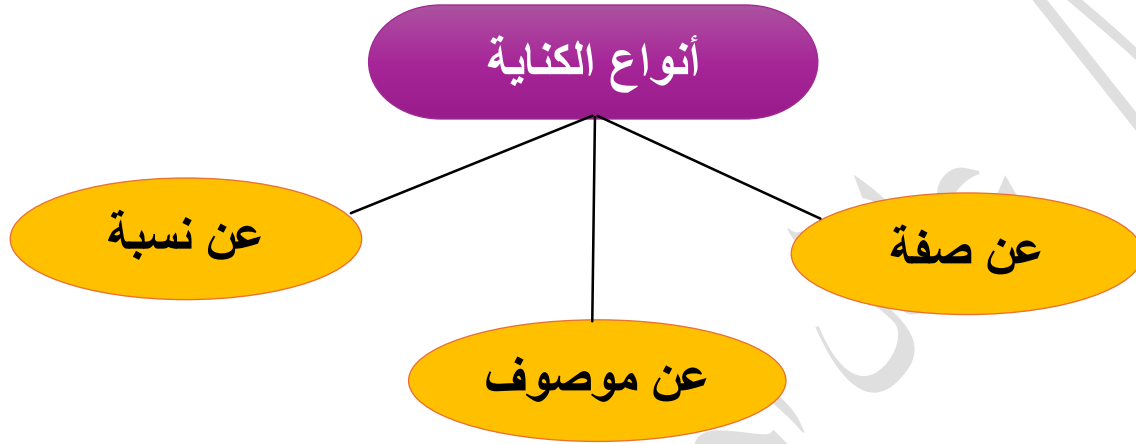 أنواع الكناية
عن صفة
عن موصوف
عن نسبة